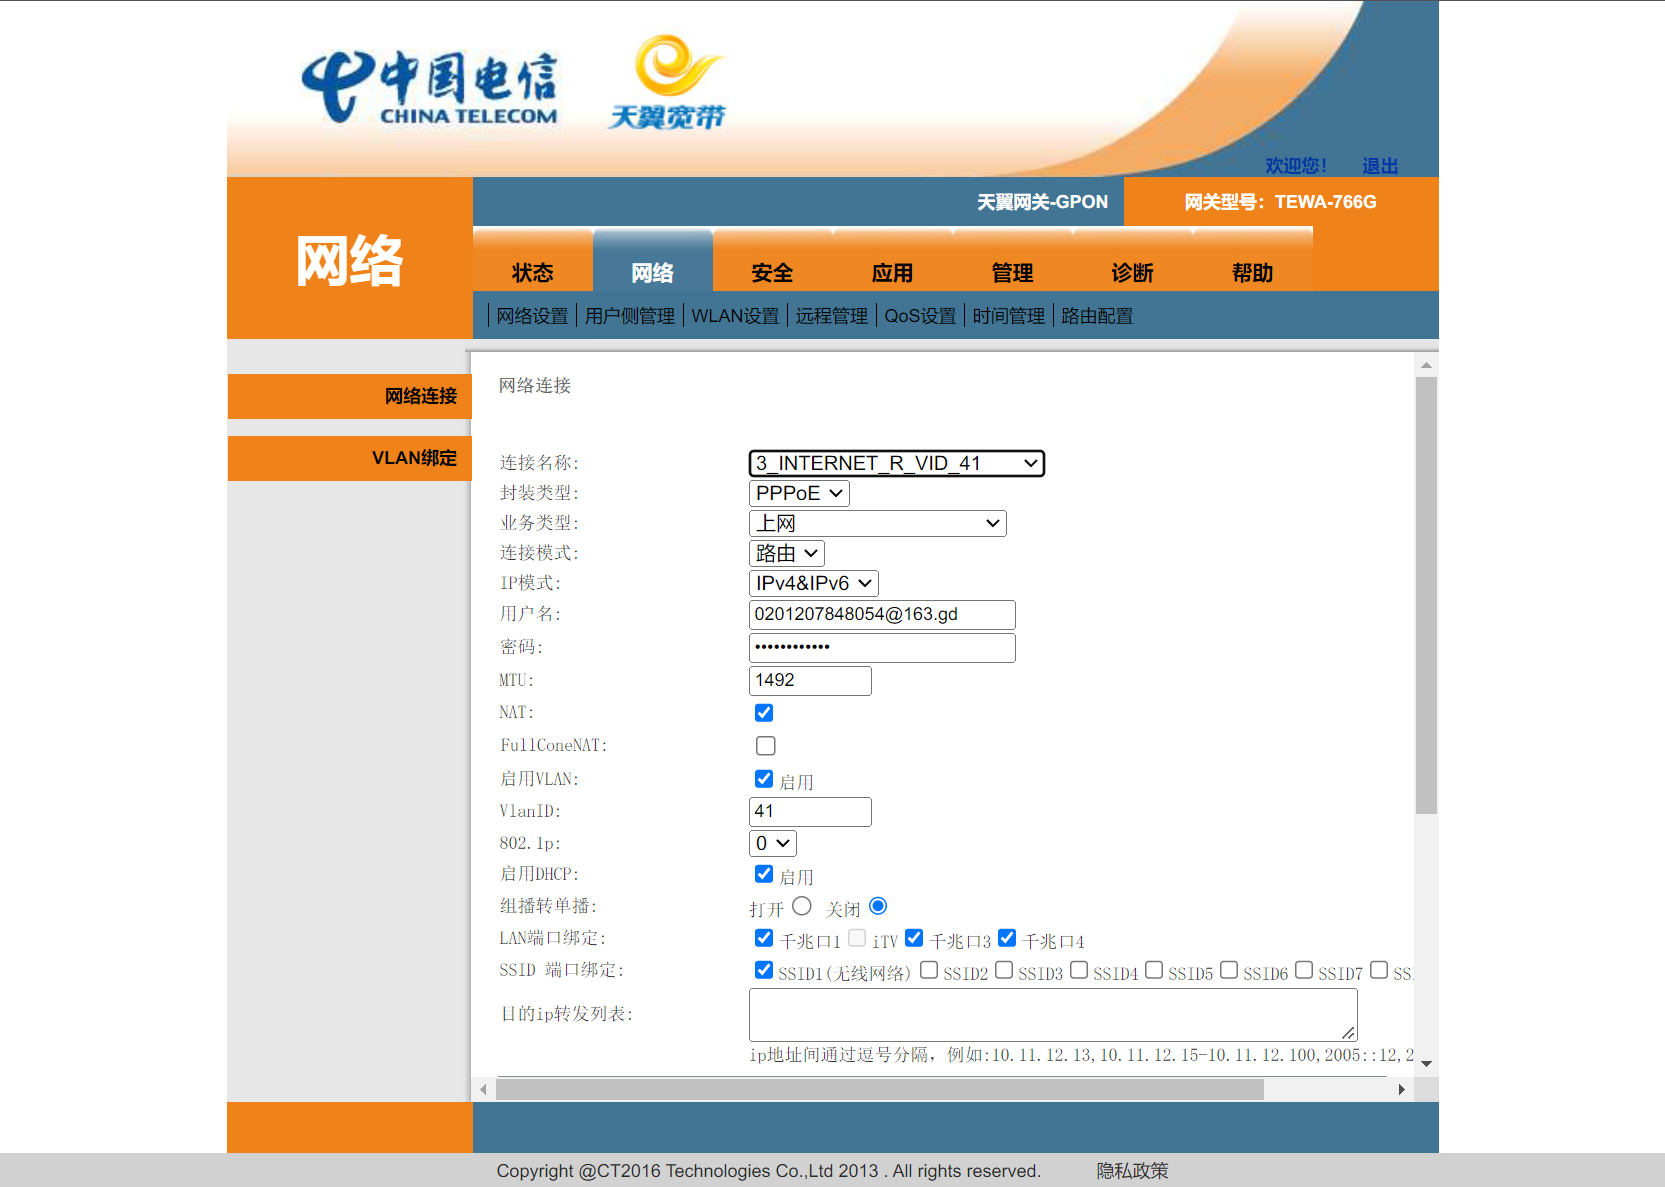 中国电信
CHINA TELECOM
天翼宽带
欢迎您！ 退出
天翼网关-GPON 网关型号：TEWA-766G
网络
状态 网络 安全 应用 管理 诊断 帮助
网络设置 用户侧管理 WLAN设置 远程管理 QoS设置 时间管理 路由配置
网络连接
VLAN绑定
网络连接
连接名称: 3_INTERNET_R_VID_41
封装类型: PPPoE
业务类型: 上网
连接模式: 路由
IP模式: IPv4&IPv6
用户名: 0201207848054@163.gd
密码: ••••••••••••
MTU: 1492
NAT:
FullConeNAT:
启用VLAN: 启用
VlanID: 41
802.1p: 0
启用DHCP: 启用
组播转单播: 打开 关闭
LAN端口绑定: 千兆口1 iTV 千兆口3 千兆口4
SSID 端口绑定: SSID1(无线网络) SSID2 SSID3 SSID4 SSID5 SSID6 SSID7 SS
目的ip转发列表:
ip地址间通过逗号分隔，例如:10.11.12.13,10.11.12.15-10.11.12.100,2005::12,2
Copyright @CT2016 Technologies Co.,Ltd 2013 . All rights reserved. 隐私政策